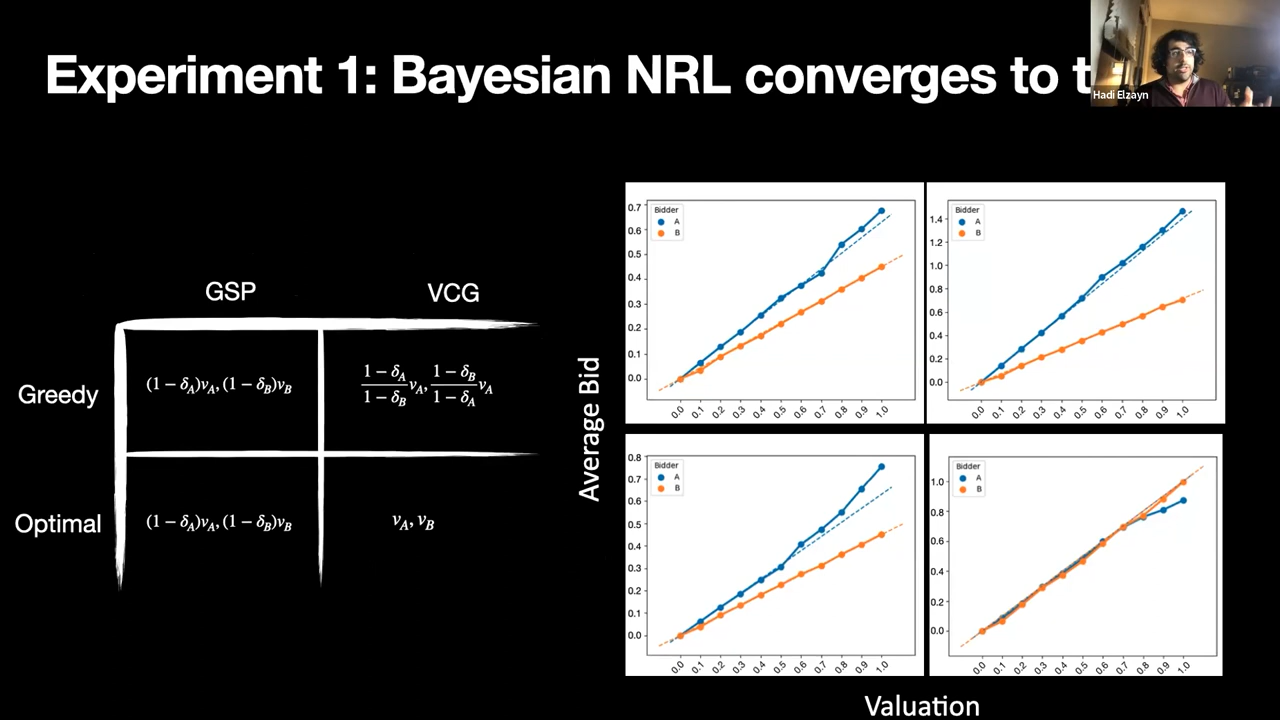 Experiment 1: Bayesian NRL converges to t
Hadi Elzayn
GSP VCG
Greedy
(1 − δ_A)v_A, (1 − δ_B)v_B
\frac{1 − δ_A}{1 − δ_B}v_A, \frac{1 − δ_B}{1 − δ_A}v_A
Optimal
(1 − δ_A)v_A, (1 − δ_B)v_B
v_A, v_B
Average Bid
Bidder
A
B
0.7
0.6
0.5
0.4
0.3
0.2
0.1
0.0
0.0 0.1 0.2 0.3 0.4 0.5 0.6 0.7 0.8 0.9 1.0
Bidder
A
B
1.4
1.2
1.0
0.8
0.6
0.4
0.2
0.0
0.0 0.1 0.2 0.3 0.4 0.5 0.6 0.7 0.8 0.9 1.0
Bidder
A
B
0.8
0.7
0.6
0.5
0.4
0.3
0.2
0.1
0.0
0.0 0.1 0.2 0.3 0.4 0.5 0.6 0.7 0.8 0.9 1.0
Bidder
A
B
1.0
0.8
0.6
0.4
0.2
0.0
0.0 0.1 0.2 0.3 0.4 0.5 0.6 0.7 0.8 0.9 1.0
Valuation